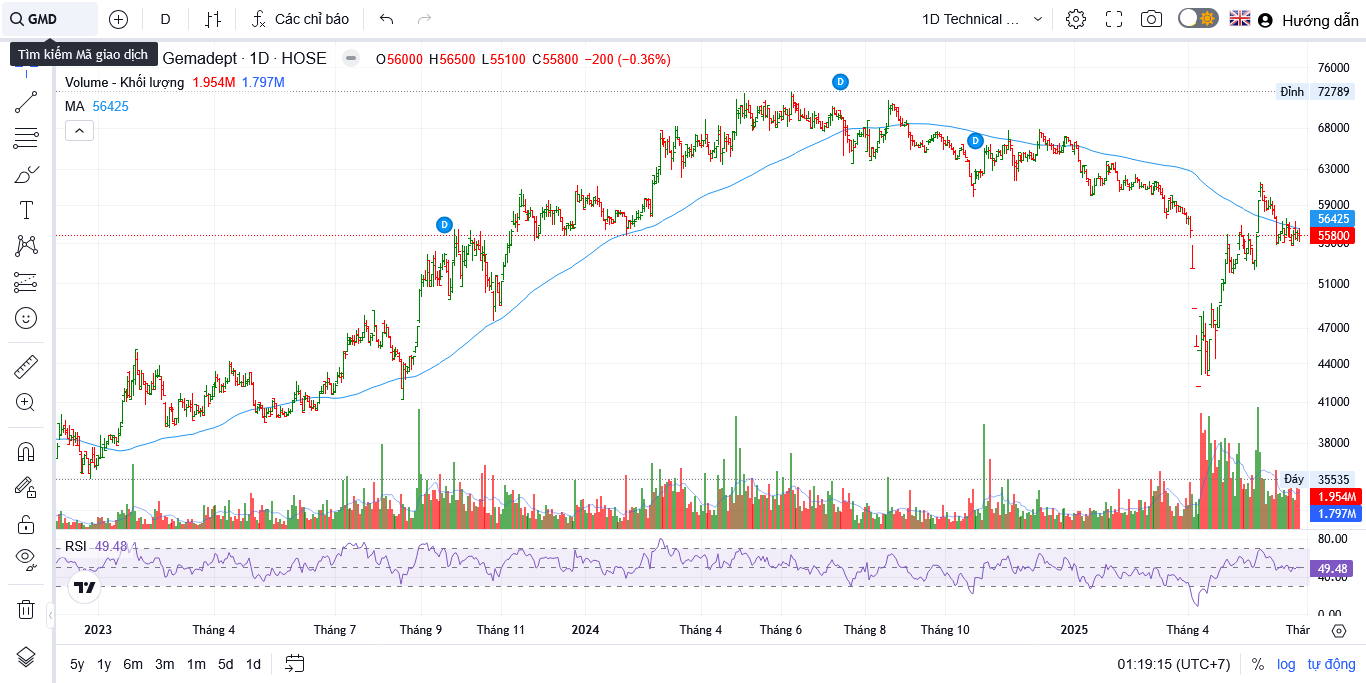 GMD
D
Các chỉ báo
1D Technical ...
Hướng dẫn
Tìm kiếm Mã giao dịch
Gemadept · 1D · HOSE
O56000 H56500 L55100 C55800 −200 (−0.36%)
Volume - Khối lượng 1.954M 1.797M
MA 56425
D
D
D
76000
Đỉnh 72789
68000
63000
59000
56425
55800
55000
51000
47000
44000
41000
38000
Đáy 35535
1.954M
1.797M
RSI 49.48
80.00
49.48
40.00
0.00
2023 Tháng 4 Tháng 7 Tháng 9 Tháng 11 2024 Tháng 4 Tháng 6 Tháng 8 Tháng 10 2025 Tháng 4 Thár
5y 1y 6m 3m 1m 5d 1d
01:19:15 (UTC+7) % log tự động